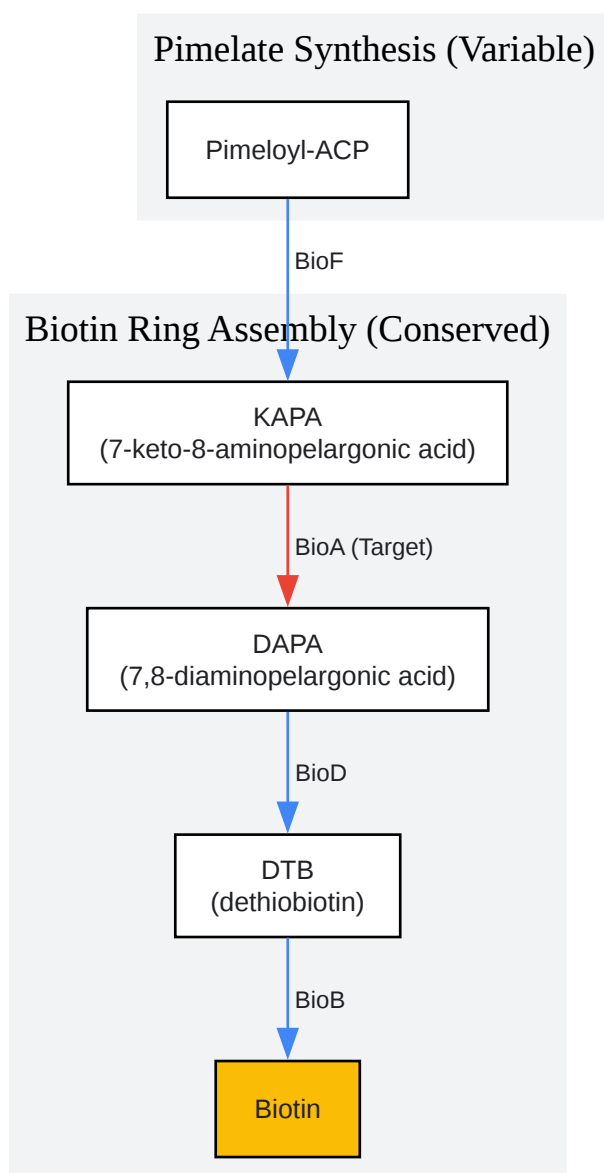 Pimelate Synthesis (Variable)
Pimeloyl-ACP
BioF
Biotin Ring Assembly (Conserved)
KAPA
(7-keto-8-aminopelargonic acid)
BioA (Target)
DAPA
(7,8-diaminopelargonic acid)
BioD
DTB
(dethiobiotin)
BioB
Biotin